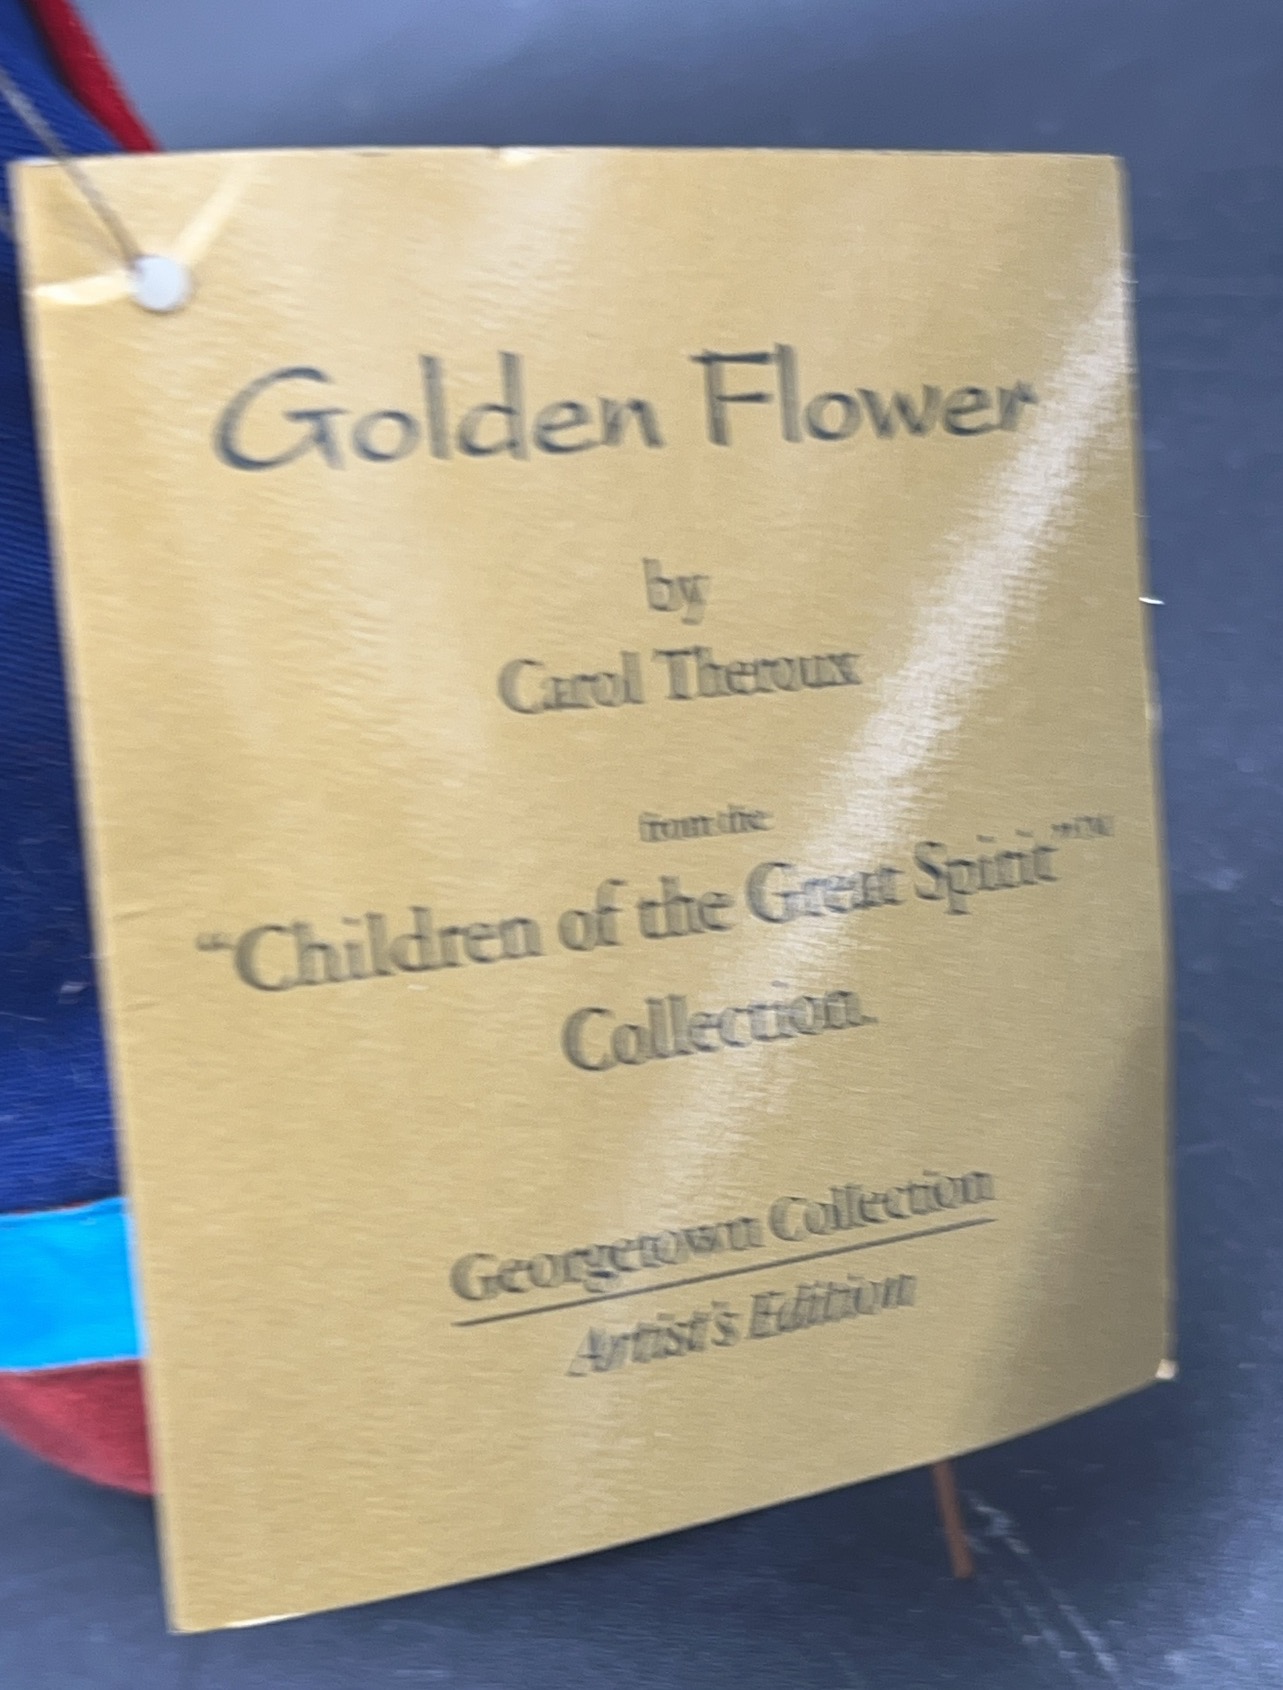 Golden Flower
by
Carol Theroux
from the
“Children of the Great Spirit”™
Collection.
Georgetown Collection
Artist's Edition